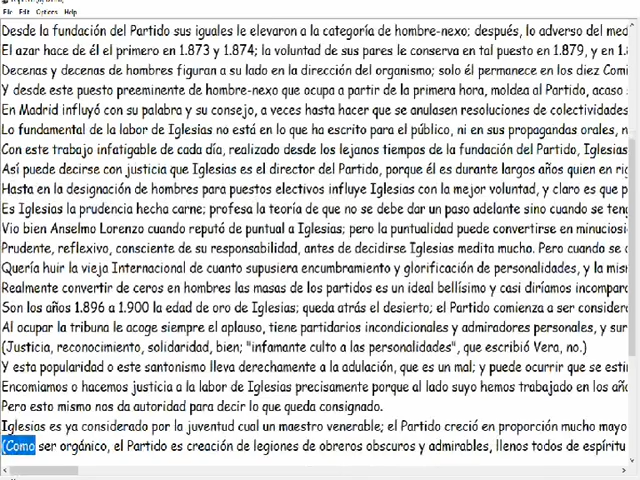 File Edit Options Help
Desde la fundación del Partido sus iguales le elevaron a la categoría de hombre-nexo; después, lo adverso del med
El azar hace de él el primero en 1.873 y 1.874; la voluntad de sus pares le conserva en tal puesto en 1.879, y en 1.8
Decenas y decenas de hombres figuran a su lado en la dirección del organismo; solo él permanece en los diez Comi
Y desde este puesto preeminente de hombre-nexo que ocupa a partir de la primera hora, moldea al Partido, acaso
En Madrid influyó con su palabra y su consejo, a veces hasta hacer que se anulasen resoluciones de colectividades
Lo fundamental de la labor de Iglesias no está en lo que ha escrito para el público, ni en sus propagandas orales, n
Con este trabajo infatigable de cada día, realizado desde los lejanos tiempos de la fundación del Partido, Iglesias
Así puede decirse con justicia que Iglesias es el director del Partido, porque él es durante largos años quien en rig
Hasta en la designación de hombres para puestos electivos influye Iglesias con la mejor voluntad, y claro es que p
Es Iglesias la prudencia hecha carne; profesa la teoría de que no se debe dar un paso adelante sino cuando se ten
Vio bien Anselmo Lorenzo cuando reputó de puntual a Iglesias; pero la puntualidad puede convertirse en minuciosi
Prudente, reflexivo, consciente de su responsabilidad, antes de decidirse Iglesias medita mucho. Pero cuando se d
Quería huir la vieja Internacional de cuanto supusiera encumbramiento y glorificación de personalidades, y la mis
Realmente convertir de ceros en hombres las masas de los partidos es un ideal bellísimo y casi diríamos incompara
Son los años 1.896 a 1.900 la edad de oro de Iglesias; queda atrás el desierto; el Partido comienza a ser considera
Al ocupar la tribuna le acoge siempre el aplauso, tiene partidarios incondicionales y admiradores personales, y sur
(Justicia, reconocimiento, solidaridad, bien; "infamante culto a las personalidades", que escribió Vera, no.)
Y esta popularidad o este santonismo lleva derechamente a la adulación, que es un mal; y puede ocurrir que se esti
Encomiamos o hacemos justicia a la labor de Iglesias precisamente porque al lado suyo hemos trabajado en los año
Pero esto mismo nos da autoridad para decir lo que queda consignado.
Iglesias es ya considerado por la juventud cual un maestro venerable; el Partido creció en proporción mucho mayo
(Como ser orgánico, el Partido es creación de legiones de obreros obscuros y admirables, llenos todos de espíritu